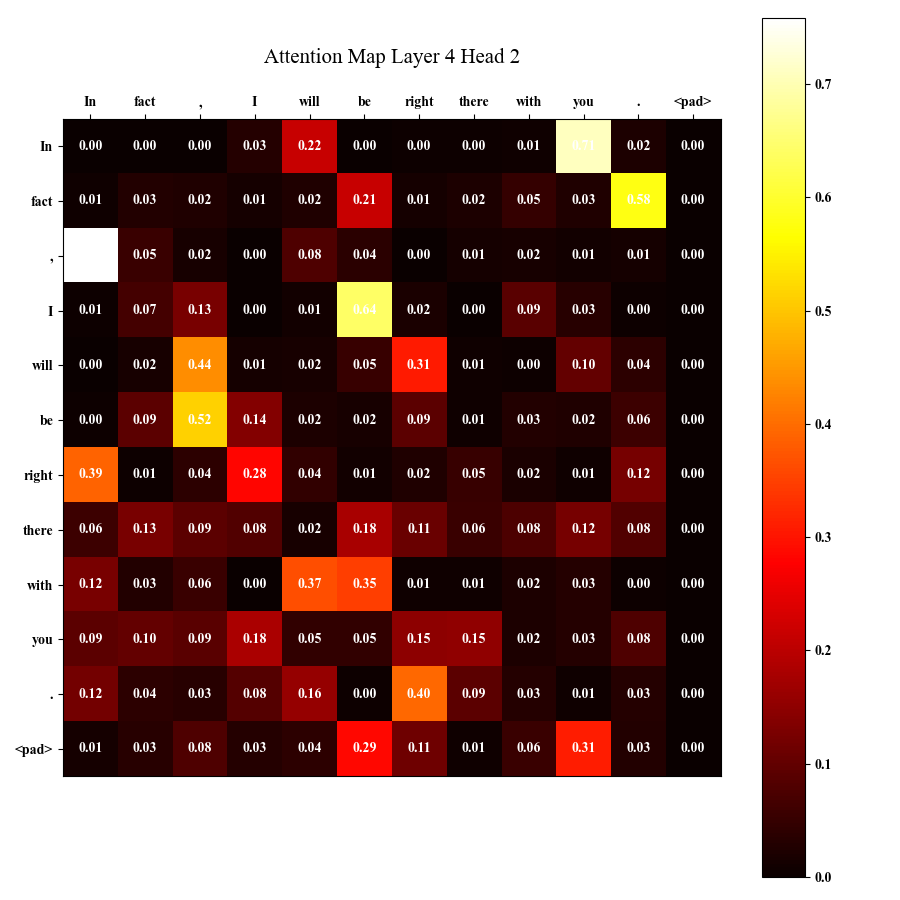 Attention Map Layer 4 Head 2
In fact , I will be right there with you . <pad>
In 0.00 0.00 0.00 0.03 0.22 0.00 0.00 0.00 0.01 0.71 0.02 0.00
fact 0.01 0.03 0.02 0.01 0.02 0.21 0.01 0.02 0.05 0.03 0.58 0.00
, 0.05 0.02 0.00 0.08 0.04 0.00 0.01 0.02 0.01 0.01 0.00
I 0.01 0.07 0.13 0.00 0.01 0.64 0.02 0.00 0.09 0.03 0.00 0.00
will 0.00 0.02 0.44 0.01 0.02 0.05 0.31 0.01 0.00 0.10 0.04 0.00
be 0.00 0.09 0.52 0.14 0.02 0.02 0.09 0.01 0.03 0.02 0.06 0.00
right 0.39 0.01 0.04 0.28 0.04 0.01 0.02 0.05 0.02 0.01 0.12 0.00
there 0.06 0.13 0.09 0.08 0.02 0.18 0.11 0.06 0.08 0.12 0.08 0.00
with 0.12 0.03 0.06 0.00 0.37 0.35 0.01 0.01 0.02 0.03 0.00 0.00
you 0.09 0.10 0.09 0.18 0.05 0.05 0.15 0.15 0.02 0.03 0.08 0.00
. 0.12 0.04 0.03 0.08 0.16 0.00 0.40 0.09 0.03 0.01 0.03 0.00
<pad> 0.01 0.03 0.08 0.03 0.04 0.29 0.11 0.01 0.06 0.31 0.03 0.00
0.7
0.6
0.5
0.4
0.3
0.2
0.1
0.0